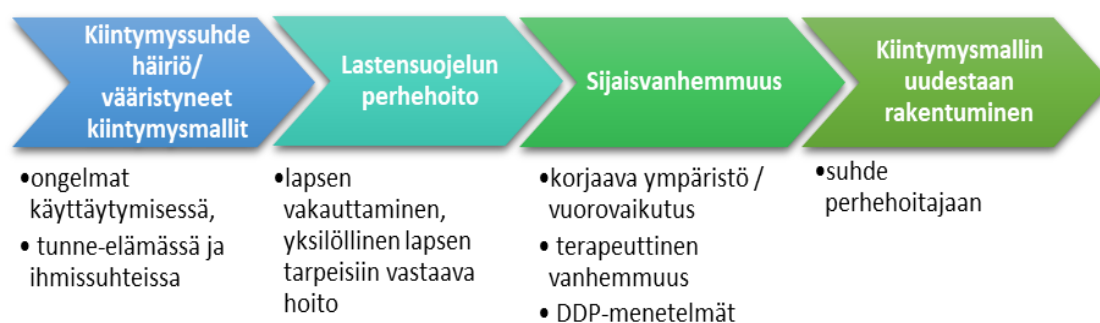 Kiintymyssuhde
häiriö/
vääristyneet
kiintymysmallit
•ongelmat
käyttäytymisessä,
• tunne-elämässä ja
ihmissuhteissa
Lastensuojelun
perhehoito
•lapsen
vakauttaminen,
yksilöllinen lapsen
tarpeisiin vastaava
hoito
Sijaisvanhemmuus
•korjaava ympäristö /
vuorovaikutus
• terapeuttinen
vanhemmuus
• DDP-menetelmät
Kiintymysmallin
uudestaan
rakentuminen
•suhde
perhehoitajaan